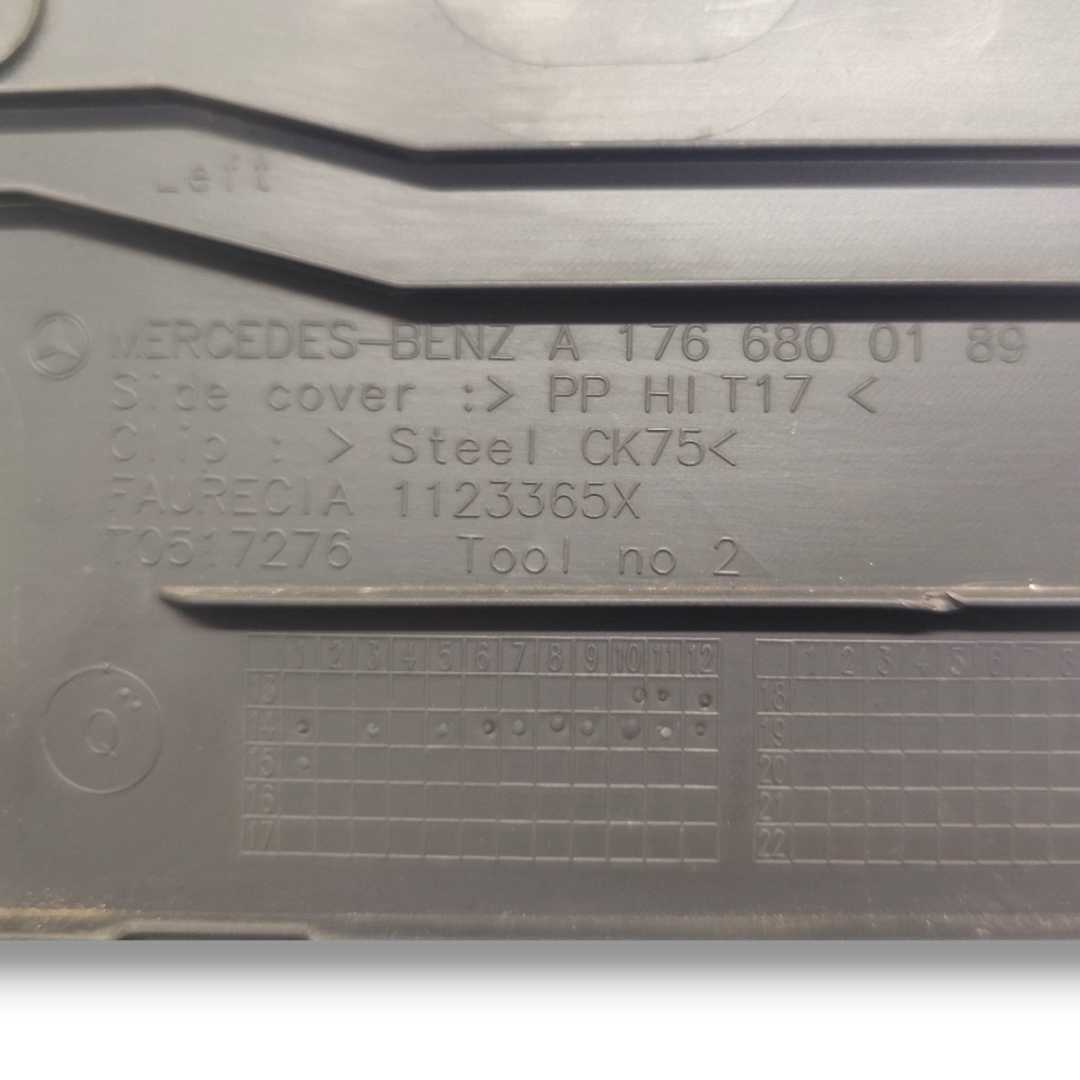 Left
MERCEDES-BENZ A 176 680 01 89
Side cover :> PP HI T17 <
Clip : > Steel CK75<
FAURECIA 1123365X
T0517276 Tool no 2
1 2 3 4 5 6 7 8 9 10 11 12
13
14
15
16
17
1 2 3 4 5 6 7 8
18
19
20
21
22